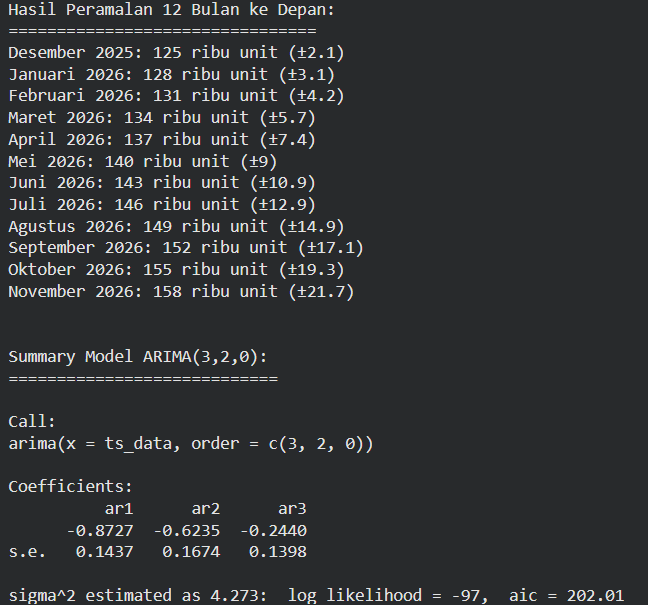 Hasil Peramalan 12 Bulan ke Depan:
================================
Desember 2025: 125 ribu unit (±2.1)
Januari 2026: 128 ribu unit (±3.1)
Februari 2026: 131 ribu unit (±4.2)
Maret 2026: 134 ribu unit (±5.7)
April 2026: 137 ribu unit (±7.4)
Mei 2026: 140 ribu unit (±9)
Juni 2026: 143 ribu unit (±10.9)
Juli 2026: 146 ribu unit (±12.9)
Agustus 2026: 149 ribu unit (±14.9)
September 2026: 152 ribu unit (±17.1)
Oktober 2026: 155 ribu unit (±19.3)
November 2026: 158 ribu unit (±21.7)
Summary Model ARIMA(3,2,0):
============================
Call:
arima(x = ts_data, order = c(3, 2, 0))
Coefficients:
          ar1      ar2      ar3
      -0.8727  -0.6235  -0.2440
s.e.   0.1437   0.1674   0.1398
sigma^2 estimated as 4.273:  log likelihood = -97,  aic = 202.01